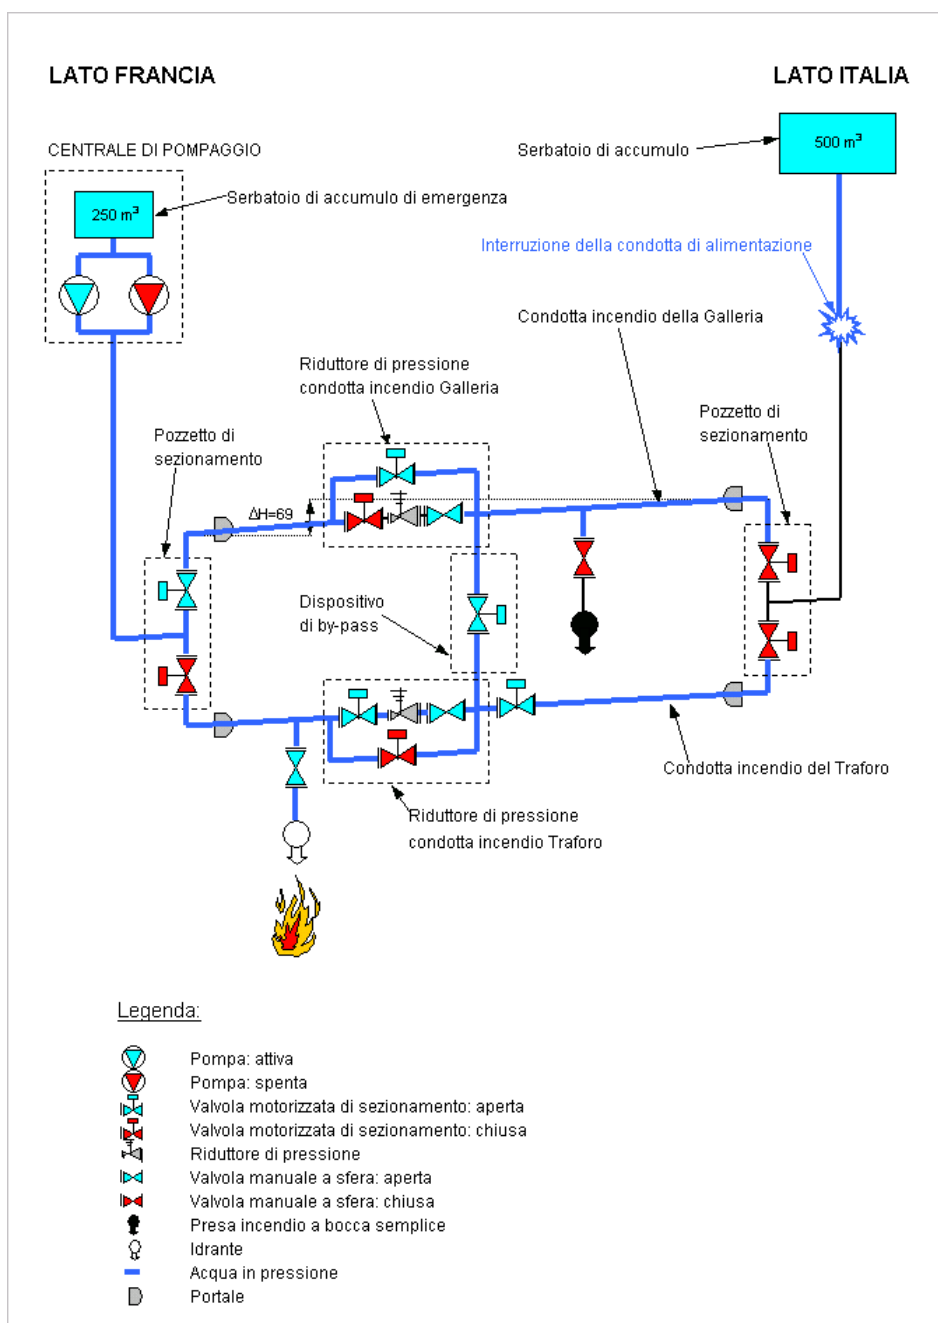 LATO FRANCIA
LATO ITALIA
500 m³
Serbatoio di accumulo
CENTRALE DI POMPAGGIO
Serbatoio di accumulo di emergenza
250 m³
Interruzione della condotta di alimentazione
Condotta incendio della Galleria
Riduttore di pressione
condotta incendio Galleria
Pozzetto di
sezionamento
Pozzetto di
sezionamento
ΔH=69
Dispositivo
di by-pass
Condotta incendio del Traforo
Riduttore di pressione
condotta incendio Traforo
Legenda:
Pompa: attiva
Pompa: spenta
Valvola motorizzata di sezionamento: aperta
Valvola motorizzata di sezionamento: chiusa
Riduttore di pressione
Valvola manuale a sfera: aperta
Valvola manuale a sfera: chiusa
Presa incendio a bocca semplice
Idrante
Acqua in pressione
Portale